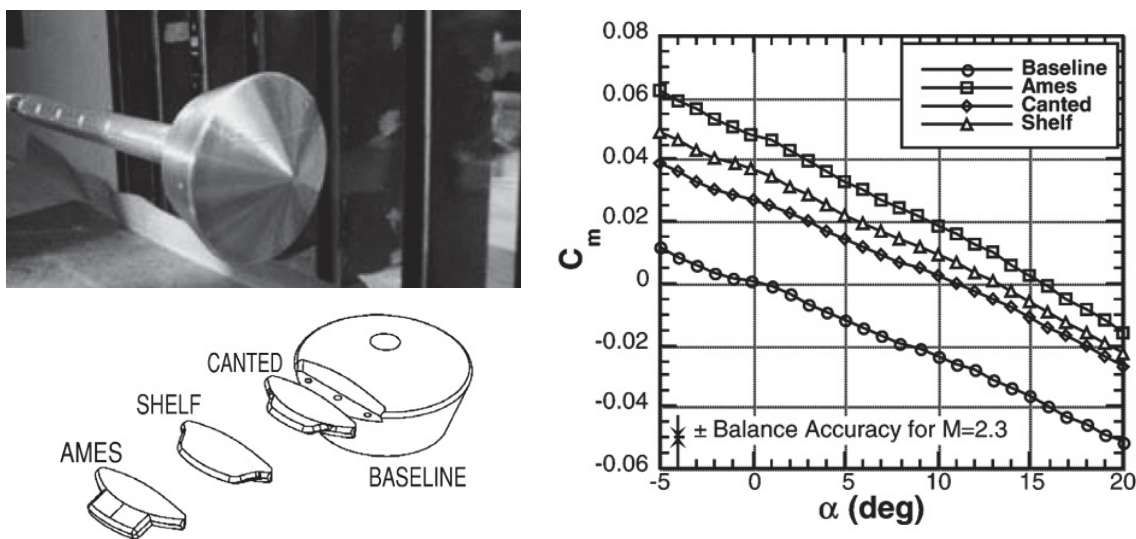 CANTED
SHELF
AMES
BASELINE
0.08
0.06
0.04
0.02
0
-0.02
-0.04
-0.06
C_m
Baseline
Ames
Canted
Shelf
± Balance Accuracy for M=2.3
-5 0 5 10 15 20
α (deg)